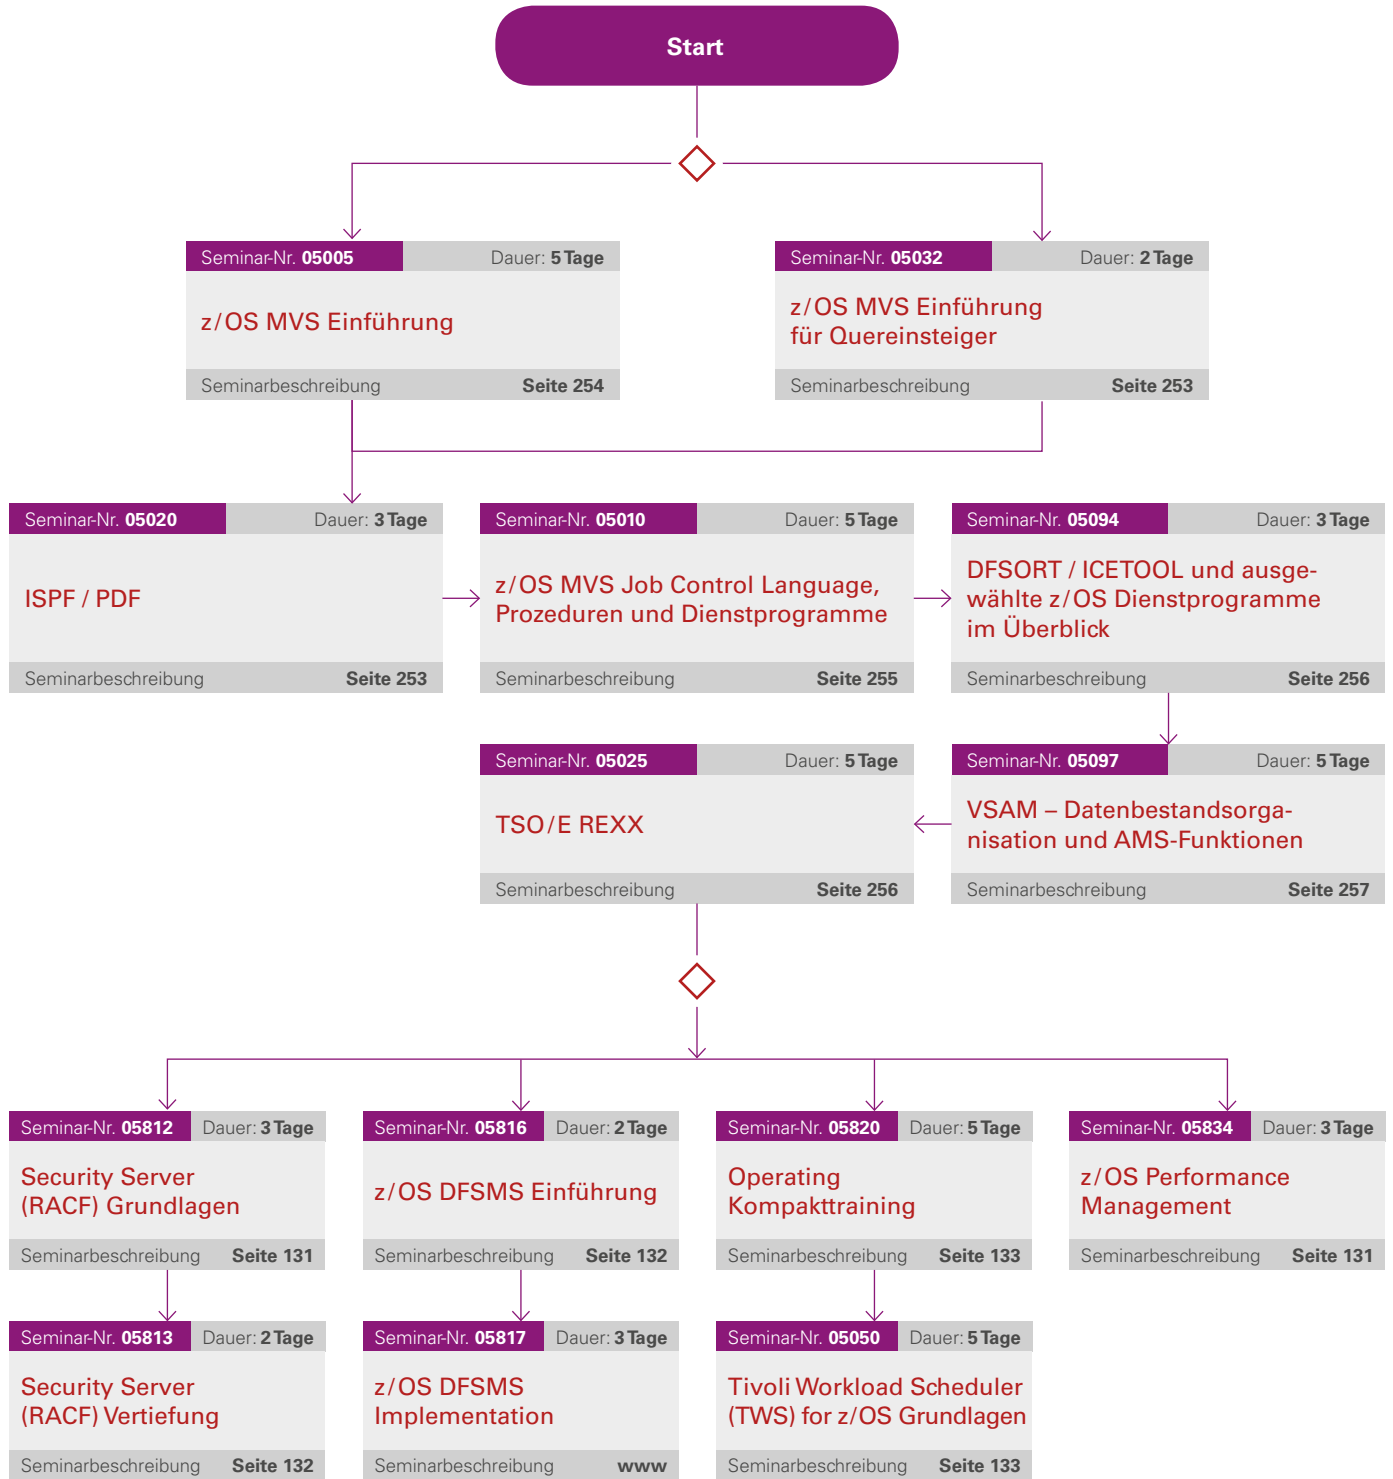 Start
Seminar-Nr. 05005 Dauer: 5 Tage
z/OS MVS Einführung
Seminarbeschreibung Seite 254
Seminar-Nr. 05032 Dauer: 2 Tage
z/OS MVS Einführung
für Quereinsteiger
Seminarbeschreibung Seite 253
Seminar-Nr. 05020 Dauer: 3 Tage
ISPF / PDF
Seminarbeschreibung Seite 253
Seminar-Nr. 05010 Dauer: 5 Tage
z/OS MVS Job Control Language,
Prozeduren und Dienstprogramme
Seminarbeschreibung Seite 255
Seminar-Nr. 05094 Dauer: 3 Tage
DFSORT / ICETOOL und ausge-
wählte z/OS Dienstprogramme
im Überblick
Seminarbeschreibung Seite 256
Seminar-Nr. 05025 Dauer: 5 Tage
TSO/E REXX
Seminarbeschreibung Seite 256
Seminar-Nr. 05097 Dauer: 5 Tage
VSAM – Datenbestandsorga-
nisation und AMS-Funktionen
Seminarbeschreibung Seite 257
Seminar-Nr. 05812 Dauer: 3 Tage
Security Server
(RACF) Grundlagen
Seminarbeschreibung Seite 131
Seminar-Nr. 05816 Dauer: 2 Tage
z/OS DFSMS Einführung
Seminarbeschreibung Seite 132
Seminar-Nr. 05820 Dauer: 5 Tage
Operating
Kompakttraining
Seminarbeschreibung Seite 133
Seminar-Nr. 05834 Dauer: 3 Tage
z/OS Performance
Management
Seminarbeschreibung Seite 131
Seminar-Nr. 05813 Dauer: 2 Tage
Security Server
(RACF) Vertiefung
Seminarbeschreibung Seite 132
Seminar-Nr. 05817 Dauer: 3 Tage
z/OS DFSMS
Implementation
Seminarbeschreibung www
Seminar-Nr. 05050 Dauer: 5 Tage
Tivoli Workload Scheduler
(TWS) for z/OS Grundlagen
Seminarbeschreibung Seite 133